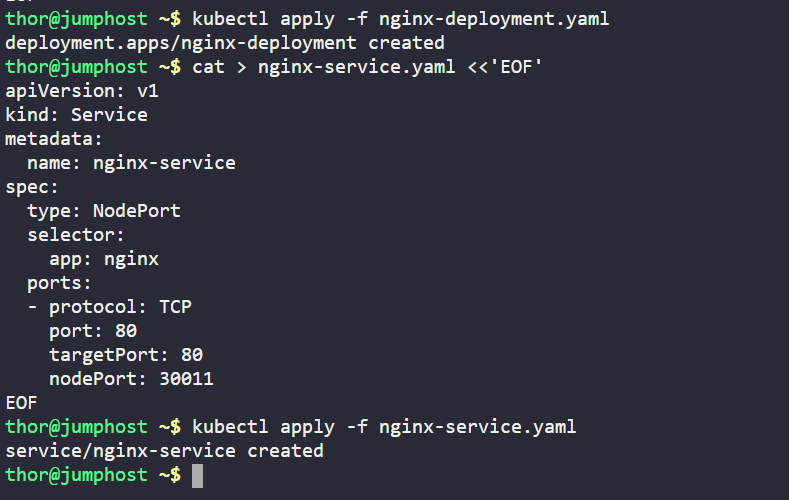 EOF
thor@jumphost ~$ kubectl apply -f nginx-deployment.yaml
deployment.apps/nginx-deployment created
thor@jumphost ~$ cat > nginx-service.yaml <<'EOF'
apiVersion: v1
kind: Service
metadata:
  name: nginx-service
spec:
  type: NodePort
  selector:
    app: nginx
  ports:
  - protocol: TCP
    port: 80
    targetPort: 80
    nodePort: 30011
EOF
thor@jumphost ~$ kubectl apply -f nginx-service.yaml
service/nginx-service created
thor@jumphost ~$